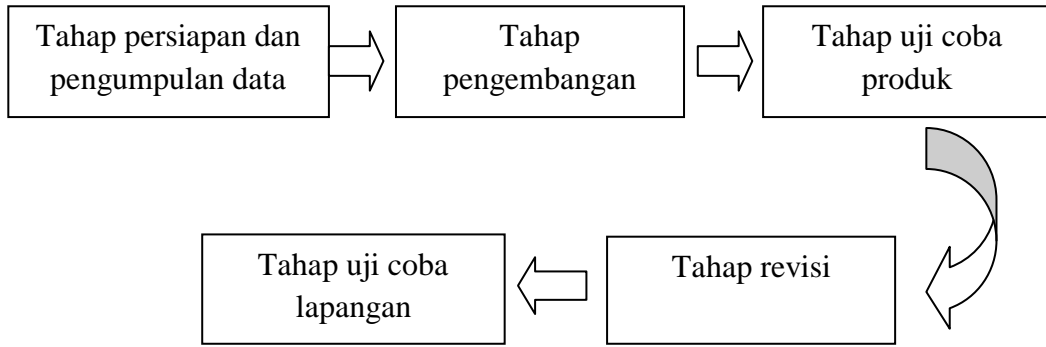 Tahap persiapan dan
pengumpulan data
Tahap
pengembangan
Tahap uji coba
produk
Tahap revisi
Tahap uji coba
lapangan